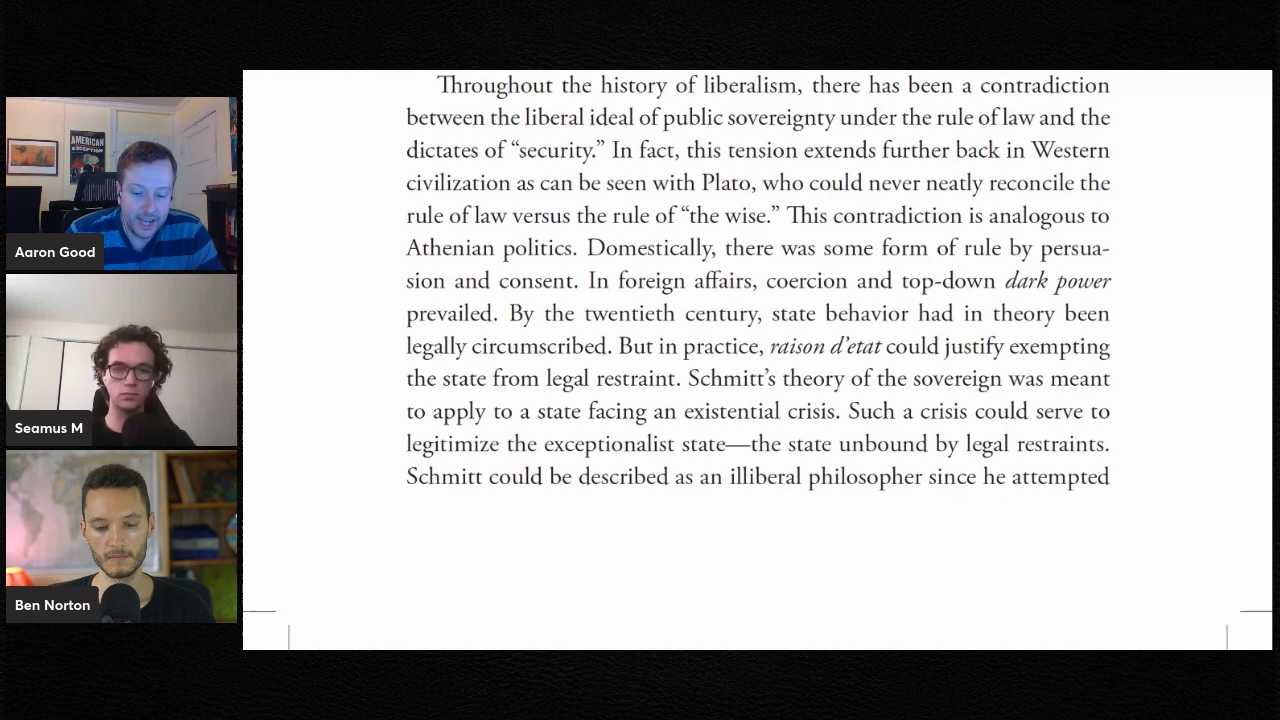 AMERICAN
EXCEPTION
Aaron Good
Seamus M
Ben Norton
Throughout the history of liberalism, there has been a contradiction
between the liberal ideal of public sovereignty under the rule of law and the
dictates of “security.” In fact, this tension extends further back in Western
civilization as can be seen with Plato, who could never neatly reconcile the
rule of law versus the rule of “the wise.” This contradiction is analogous to
Athenian politics. Domestically, there was some form of rule by persua-
sion and consent. In foreign affairs, coercion and top-down dark power
prevailed. By the twentieth century, state behavior had in theory been
legally circumscribed. But in practice, raison d’etat could justify exempting
the state from legal restraint. Schmitt’s theory of the sovereign was meant
to apply to a state facing an existential crisis. Such a crisis could serve to
legitimize the exceptionalist state—the state unbound by legal restraints.
Schmitt could be described as an illiberal philosopher since he attempted